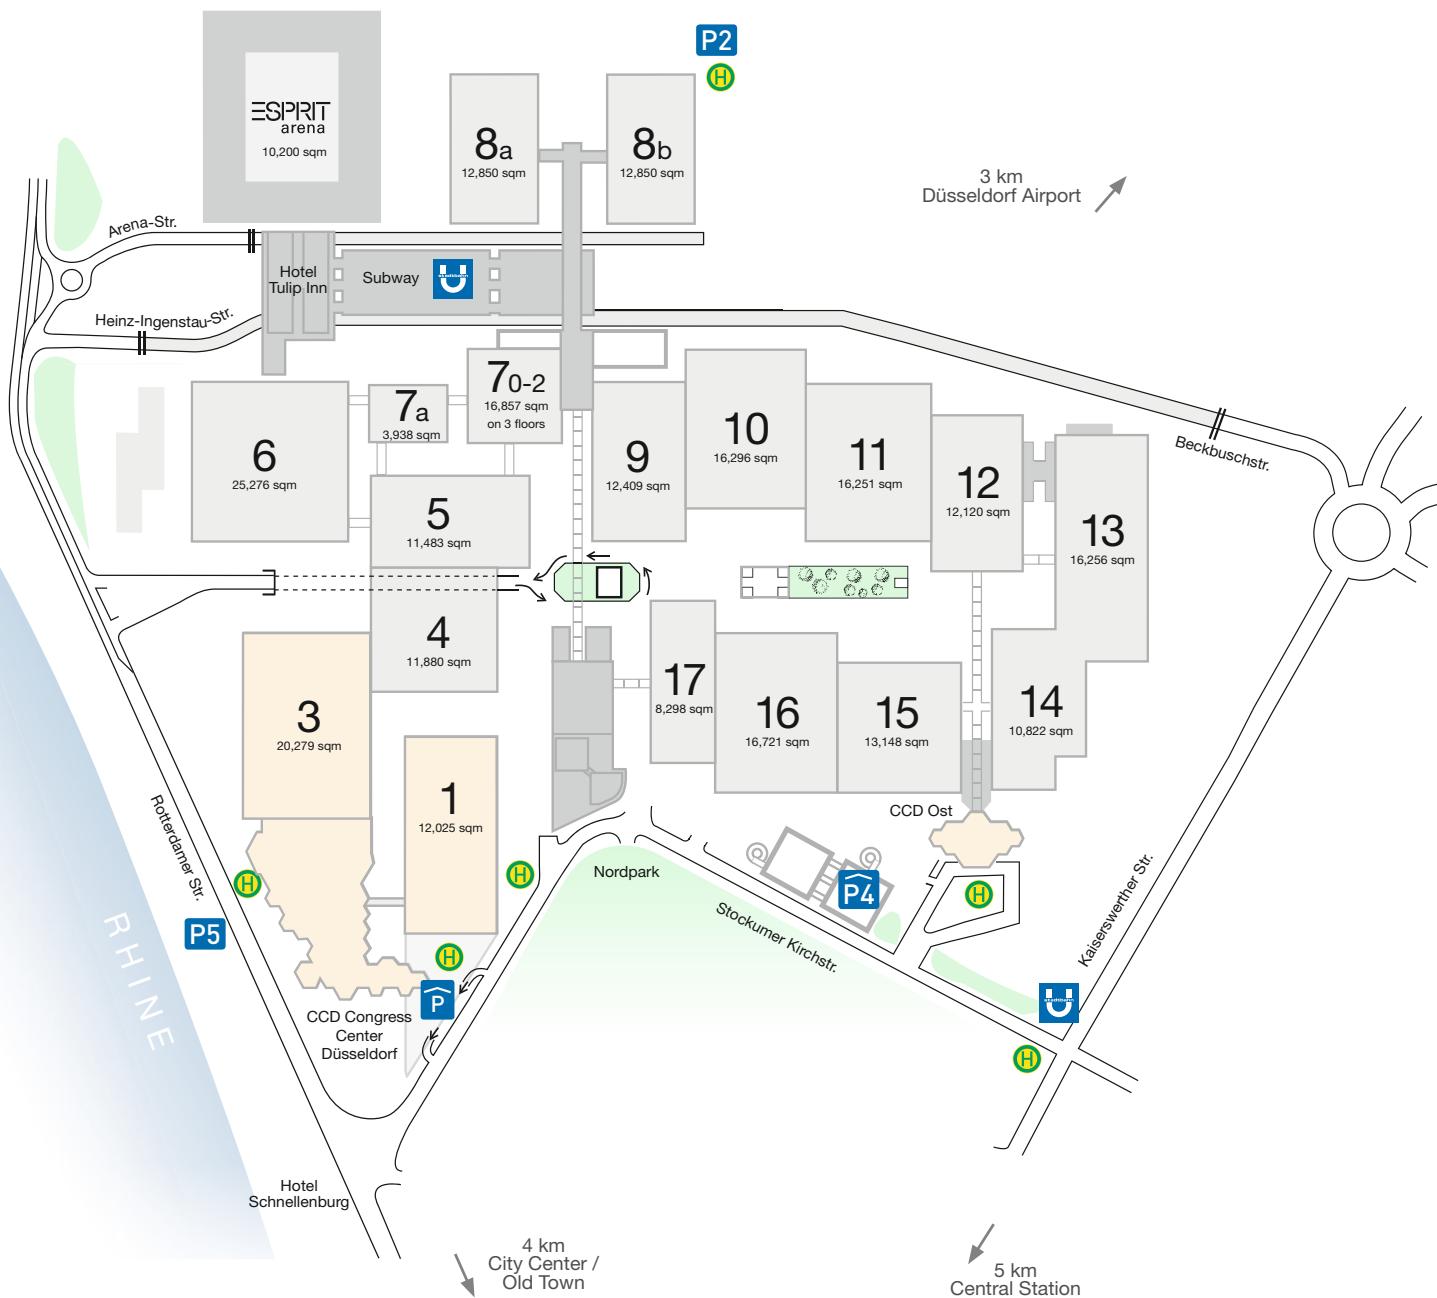 P2
H
ESPRIT
arena
10,200 sqm
8a
12,850 sqm
8b
12,850 sqm
3 km
Düsseldorf Airport
Arena-Str.
Hotel
Tulip Inn
Subway
U
Heinz-Ingenstau-Str.
6
25,276 sqm
7a
3,938 sqm
70-2
16,857 sqm
on 3 floors
5
11,483 sqm
9
12,409 sqm
10
16,296 sqm
11
16,251 sqm
12
12,120 sqm
13
16,256 sqm
Beckbuschstr.
4
11,880 sqm
3
20,279 sqm
1
12,025 sqm
17
8,298 sqm
16
16,721 sqm
15
13,148 sqm
14
10,822 sqm
CCD Ost
Rotterdamer Str.
H
P5
RHINE
H
H
P
CCD Congress
Center
Düsseldorf
Nordpark
P4
H
Stockumer Kirchstr.
Kaiserswerther Str.
U
H
Hotel
Schnellenburg
4 km
City Center /
Old Town
5 km
Central Station